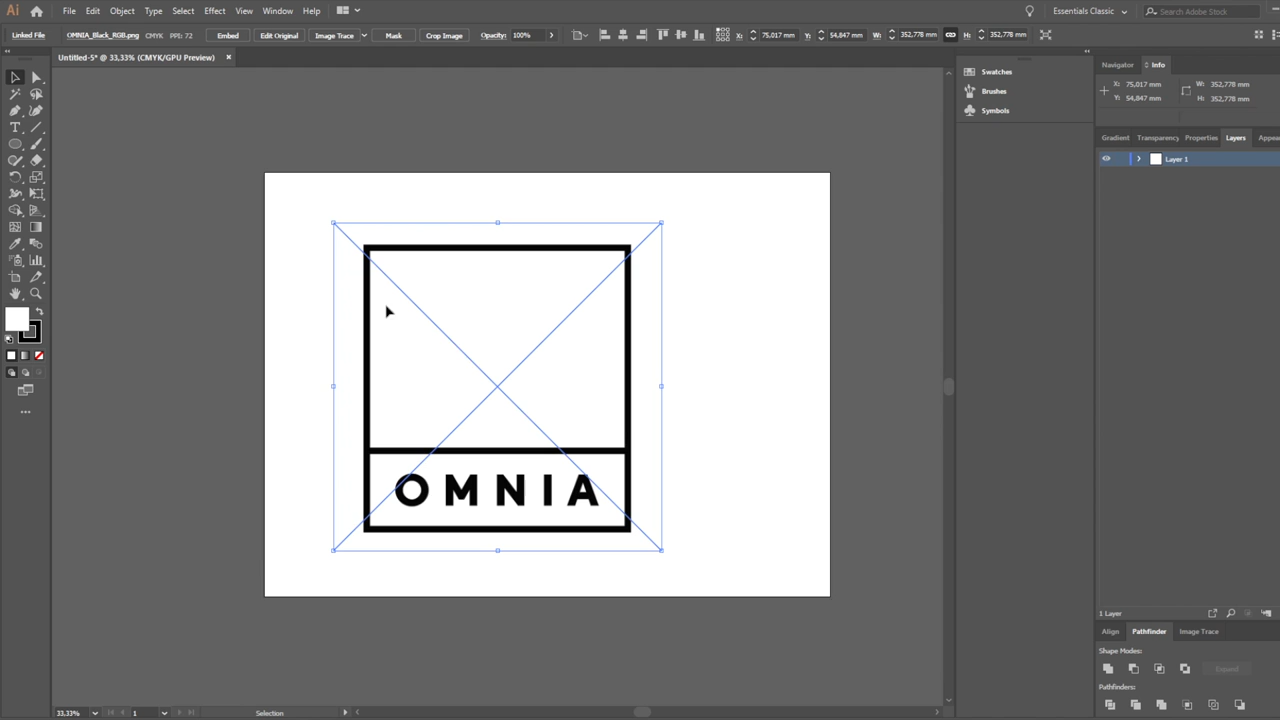 Ai File Edit Object Type Select Effect View Window Help Essentials Classic Search Adobe Stock
Linked File OMNIA_Black_RGB.png CMYK PPI: 72 Embed Edit Original Image Trace Mask Crop Image Opacity: 100% X: 75,017 mm Y: 54,847 mm W: 352,778 mm H: 352,778 mm
Untitled-5* @ 33,33% (CMYK/GPU Preview)
Swatches
Brushes
Symbols
Navigator Info
X: 75,017 mm W: 352,778 mm
Y: 54,847 mm H: 352,778 mm
Gradient Transparency Properties Layers Appea
Layer 1
OMNIA
1 Layer
Align Pathfinder Image Trace
Shape Modes:
Expand
Pathfinders:
33,33% 1 Selection